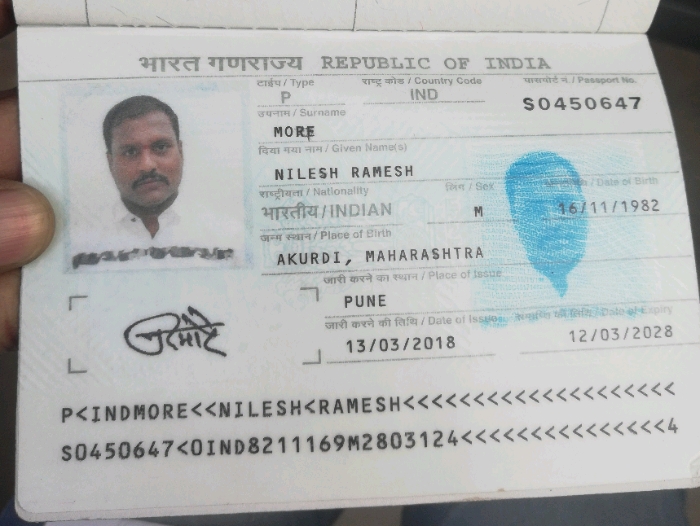 भारत गणराज्य REPUBLIC OF INDIA
टाईप / Type
राष्ट्र कोड / Country Code
पासपोर्ट न. / Passport No.
P
IND
S0450647
उपनाम / Surname
MORE
दिया गया नाम / Given Name(s)
NILESH RAMESH
राष्ट्रीयता / Nationality
लिंग / Sex
Date of Birth
भारतीय / INDIAN
M
16/11/1982
जन्म स्थान / Place of Birth
AKURDI, MAHARASHTRA
जारी करने का स्थान / Place of Issue
PUNE
जारी करने की तिथि / Date of Issue
समाप्ति की तिथि / Date of Expiry
13/03/2018
12/03/2028
P<INDMORE<<NILESH<RAMESH<<<<<<<<<<<<<<<<<<<<
S0450647<0IND8211169M2803124<<<<<<<<<<<<<<<4